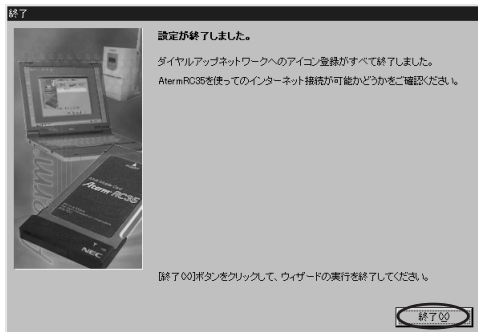 終了
設定が終了しました。
ダイヤルアップネットワークへのアイコン登録がすべて終了しました。
AtermRC35を使ってのインターネット接続が可能かどうかをご確認ください。
Aterm RC35
NEC
[終了(X)]ボタンをクリックして、ウィザードの実行を終了してください。
終了(X)